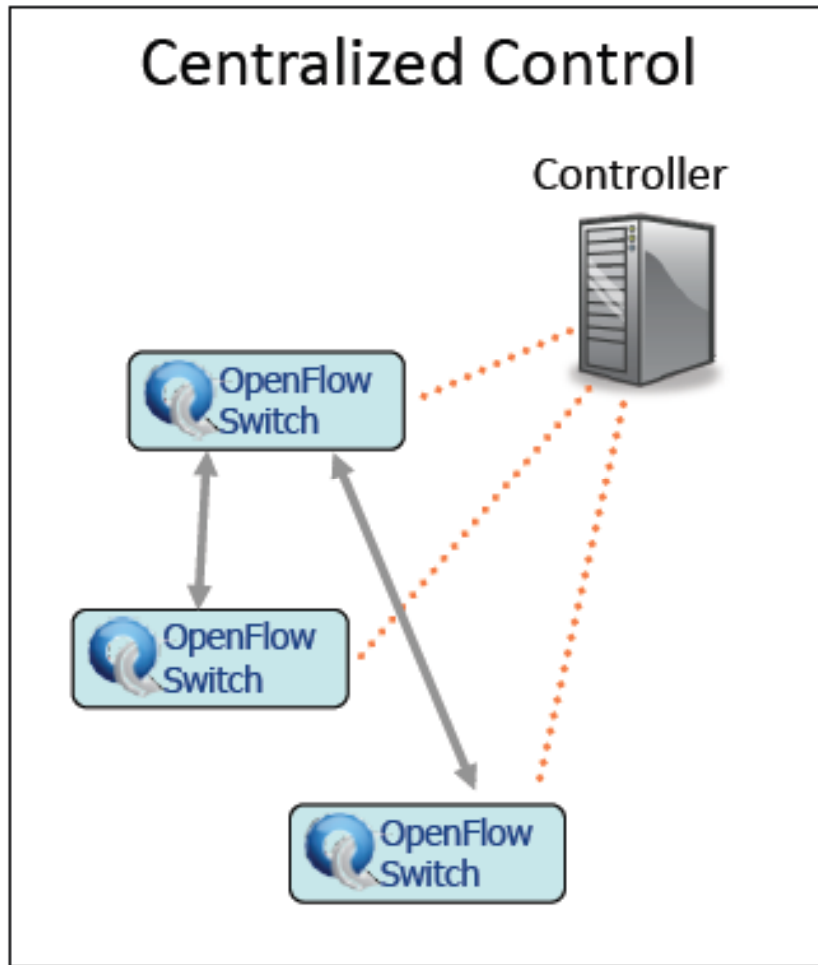 Centralized Control
Controller
OpenFlow
Switch
OpenFlow
Switch
OpenFlow
Switch